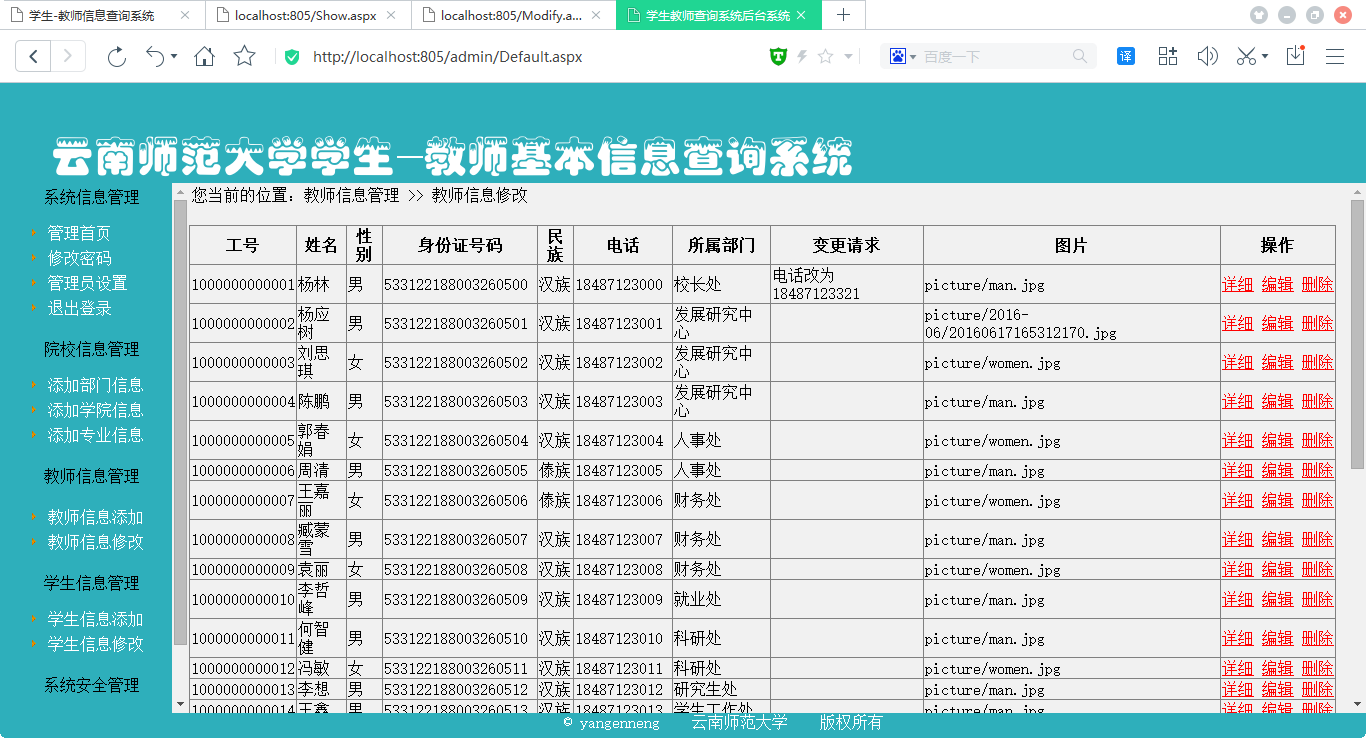 学生-教师信息查询系统
localhost:805/Show.aspx
localhost:805/Modify.a...
学生教师查询系统后台系统
http://localhost:805/admin/Default.aspx
百度一下
译
云南师范大学学生—教师基本信息查询系统
系统信息管理
管理首页
修改密码
管理员设置
退出登录
院校信息管理
添加部门信息
添加学院信息
添加专业信息
教师信息管理
教师信息添加
教师信息修改
学生信息管理
学生信息添加
学生信息修改
系统安全管理
您当前的位置：教师信息管理 >> 教师信息修改
工号 姓名 性别 身份证号码 民族 电话 所属部门 变更请求 图片 操作
1000000000001 杨林 男 533122188003260500 汉族 18487123000 校长处 电话改为18487123321 picture/man.jpg 详细 编辑 删除
1000000000002 杨应树 男 533122188003260501 汉族 18487123001 发展研究中心 picture/2016-06/20160617165312170.jpg 详细 编辑 删除
1000000000003 刘思琪 女 533122188003260502 汉族 18487123002 发展研究中心 picture/women.jpg 详细 编辑 删除
1000000000004 陈鹏 男 533122188003260503 汉族 18487123003 发展研究中心 picture/man.jpg 详细 编辑 删除
1000000000005 郭春娟 女 533122188003260504 汉族 18487123004 人事处 picture/women.jpg 详细 编辑 删除
1000000000006 周清 男 533122188003260505 傣族 18487123005 人事处 picture/man.jpg 详细 编辑 删除
1000000000007 王嘉丽 女 533122188003260506 傣族 18487123006 财务处 picture/women.jpg 详细 编辑 删除
1000000000008 臧蒙雪 男 533122188003260507 汉族 18487123007 财务处 picture/man.jpg 详细 编辑 删除
1000000000009 袁丽 女 533122188003260508 汉族 18487123008 财务处 picture/women.jpg 详细 编辑 删除
1000000000010 李哲峰 男 533122188003260509 汉族 18487123009 就业处 picture/man.jpg 详细 编辑 删除
1000000000011 何智健 男 533122188003260510 汉族 18487123010 科研处 picture/man.jpg 详细 编辑 删除
1000000000012 冯敏 女 533122188003260511 汉族 18487123011 科研处 picture/women.jpg 详细 编辑 删除
1000000000013 李想 男 533122188003260512 汉族 18487123012 研究生处 picture/man.jpg 详细 编辑 删除
1000000000014 王鑫 男 533122188003260513 汉族 18487123013 学生工作处 picture/man.jpg 详细 编辑 删除
© yangenneng 云南师范大学 版权所有